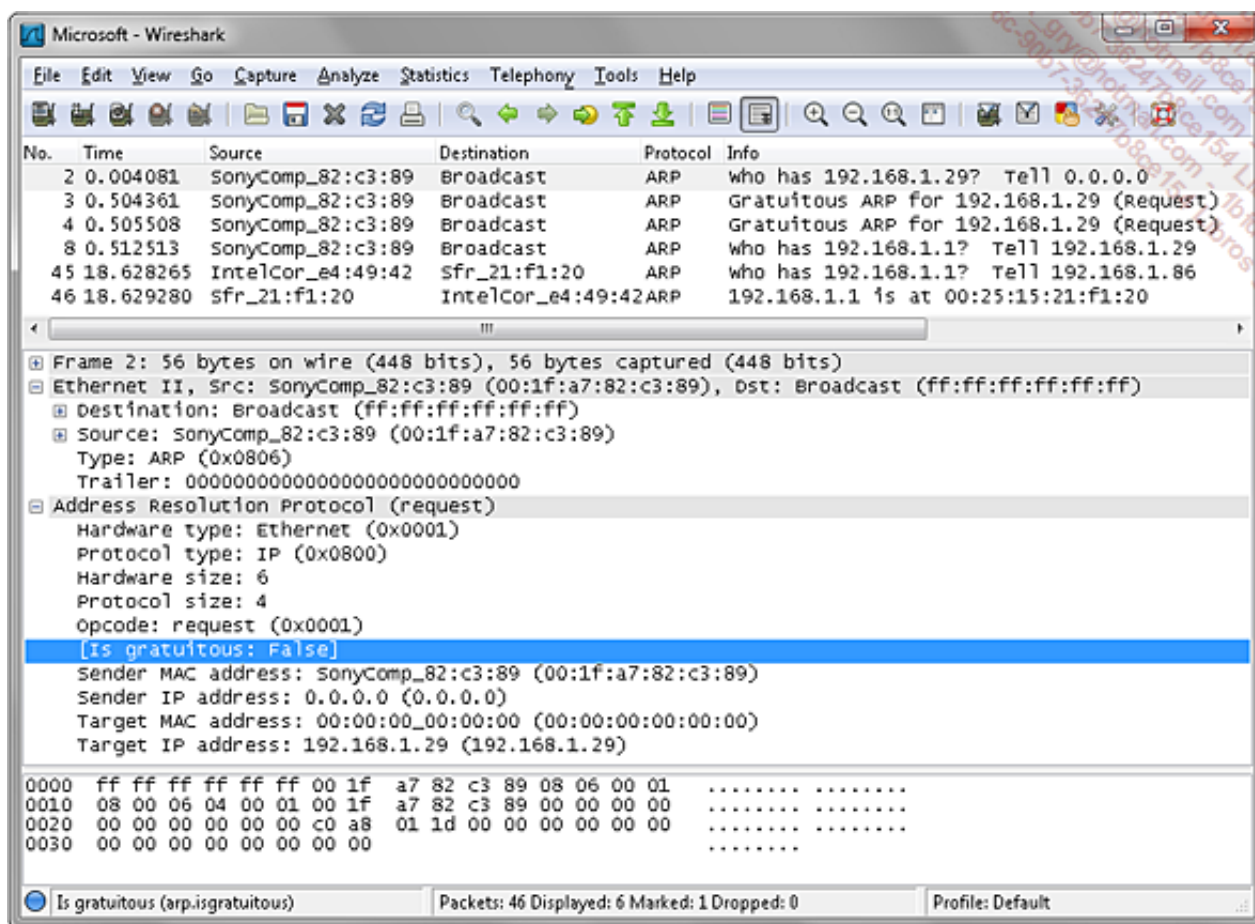 Microsoft - Wireshark
File Edit View Go Capture Analyze Statistics Telephony Tools Help
No. Time Source Destination Protocol Info
2 0.004081 SonyComp_82:c3:89 Broadcast ARP who has 192.168.1.29? Tell 0.0.0.0
3 0.504361 SonyComp_82:c3:89 Broadcast ARP Gratuitous ARP for 192.168.1.29 (Request)
4 0.505508 SonyComp_82:c3:89 Broadcast ARP Gratuitous ARP for 192.168.1.29 (Request)
8 0.512513 SonyComp_82:c3:89 Broadcast ARP who has 192.168.1.1? Tell 192.168.1.29
45 18.628265 IntelCor_e4:49:42 Sfr_21:f1:20 ARP who has 192.168.1.1? Tell 192.168.1.86
46 18.629280 Sfr_21:f1:20 IntelCor_e4:49:42 ARP 192.168.1.1 is at 00:25:15:21:f1:20
Frame 2: 56 bytes on wire (448 bits), 56 bytes captured (448 bits)
Ethernet II, Src: SonyComp_82:c3:89 (00:1f:a7:82:c3:89), Dst: Broadcast (ff:ff:ff:ff:ff:ff)
Destination: Broadcast (ff:ff:ff:ff:ff:ff)
Source: SonyComp_82:c3:89 (00:1f:a7:82:c3:89)
Type: ARP (0x0806)
Trailer: 0000000000000000000000000000
Address Resolution Protocol (request)
Hardware type: Ethernet (0x0001)
Protocol type: IP (0x0800)
Hardware size: 6
Protocol size: 4
Opcode: request (0x0001)
[Is gratuitous: False]
Sender MAC address: SonyComp_82:c3:89 (00:1f:a7:82:c3:89)
Sender IP address: 0.0.0.0 (0.0.0.0)
Target MAC address: 00:00:00_00:00:00 (00:00:00:00:00:00)
Target IP address: 192.168.1.29 (192.168.1.29)
0000 ff ff ff ff ff ff 00 1f a7 82 c3 89 08 06 00 01 ........ ........
0010 08 00 06 04 00 01 00 1f a7 82 c3 89 00 00 00 00 ........ ........
0020 00 00 00 00 00 00 c0 a8 01 1d 00 00 00 00 00 00 ........ ........
0030 00 00 00 00 00 00 00 00 ........
Is gratuitous (arp.isgratuitous) Packets: 46 Displayed: 6 Marked: 1 Dropped: 0 Profile: Default